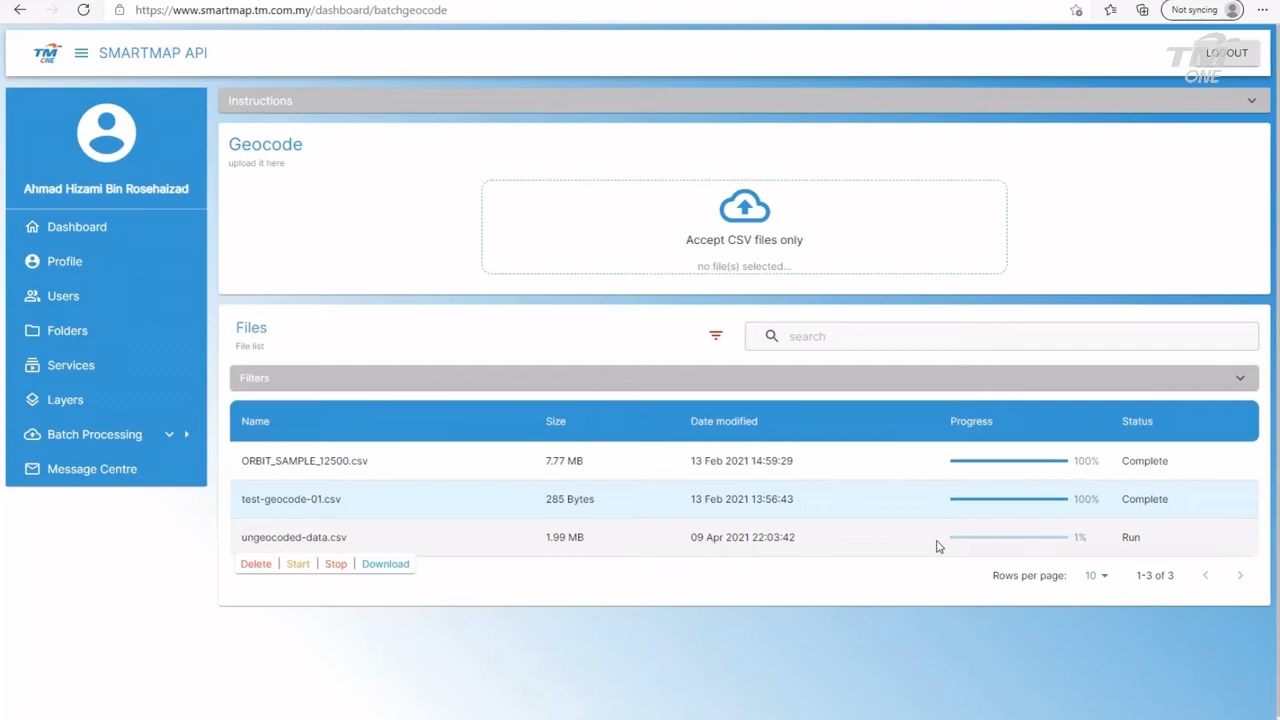 https://www.smartmap.tm.com.my/dashboard/batchgeocode
Not syncing
TM ONE
SMARTMAP API
LOGOUT
TM ONE
Ahmad Hizami Bin Rosehaizad
Dashboard
Profile
Users
Folders
Services
Layers
Batch Processing
Message Centre
Instructions
Geocode
upload it here
Accept CSV files only
no file(s) selected...
Files
File list
search
Filters
Name Size Date modified Progress Status
ORBIT_SAMPLE_12500.csv 7.77 MB 13 Feb 2021 14:59:29 100% Complete
test-geocode-01.csv 285 Bytes 13 Feb 2021 13:56:43 100% Complete
ungeocoded-data.csv 1.99 MB 09 Apr 2021 22:03:42 1% Run
Delete | Start | Stop | Download
Rows per page: 10 1-3 of 3